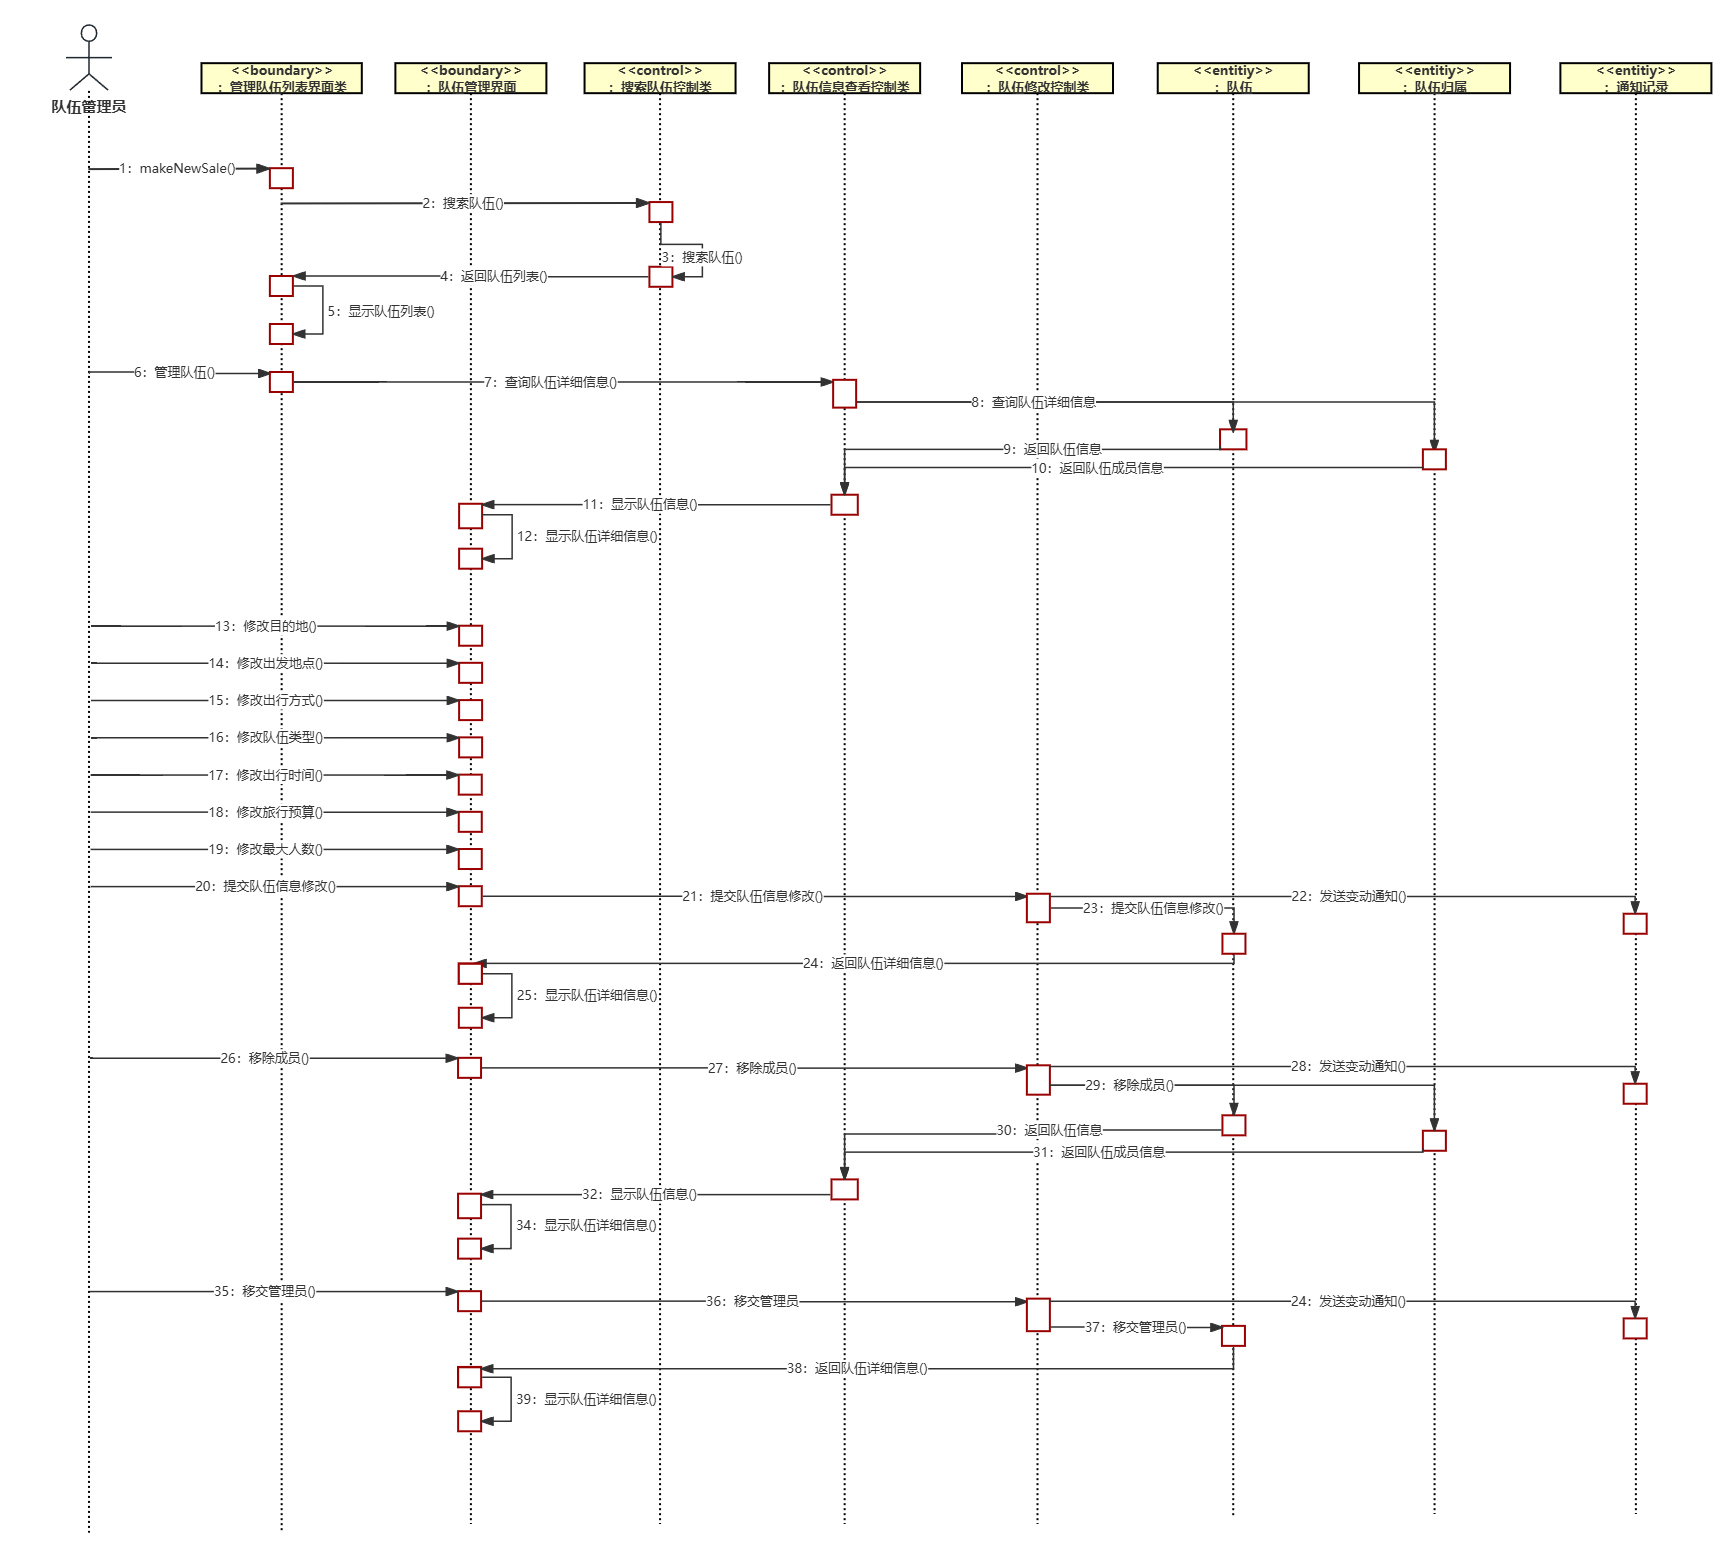 队伍管理员
<<boundary>>
：管理队伍列表界面类
<<boundary>>
：队伍管理界面
<<control>>
：搜索队伍控制类
<<control>>
：队伍信息查看控制类
<<control>>
：队伍修改控制类
<<entitiy>>
：队伍
<<entitiy>>
：队伍归属
<<entitiy>>
：通知记录
1：makeNewSale()
2：搜索队伍()
3：搜索队伍()
4：返回队伍列表()
5：显示队伍列表()
6：管理队伍()
7：查询队伍详细信息()
8：查询队伍详细信息
9：返回队伍信息
10：返回队伍成员信息
11：显示队伍信息()
12：显示队伍详细信息()
13：修改目的地()
14：修改出发地点()
15：修改出行方式()
16：修改队伍类型()
17：修改出行时间()
18：修改旅行预算()
19：修改最大人数()
20：提交队伍信息修改()
21：提交队伍信息修改()
22：发送变动通知()
23：提交队伍信息修改()
24：返回队伍详细信息()
25：显示队伍详细信息()
26：移除成员()
27：移除成员()
28：发送变动通知()
29：移除成员()
30：返回队伍信息
31：返回队伍成员信息
32：显示队伍信息()
34：显示队伍详细信息()
35：移交管理员()
36：移交管理员
24：发送变动通知()
37：移交管理员()
38：返回队伍详细信息()
39：显示队伍详细信息()